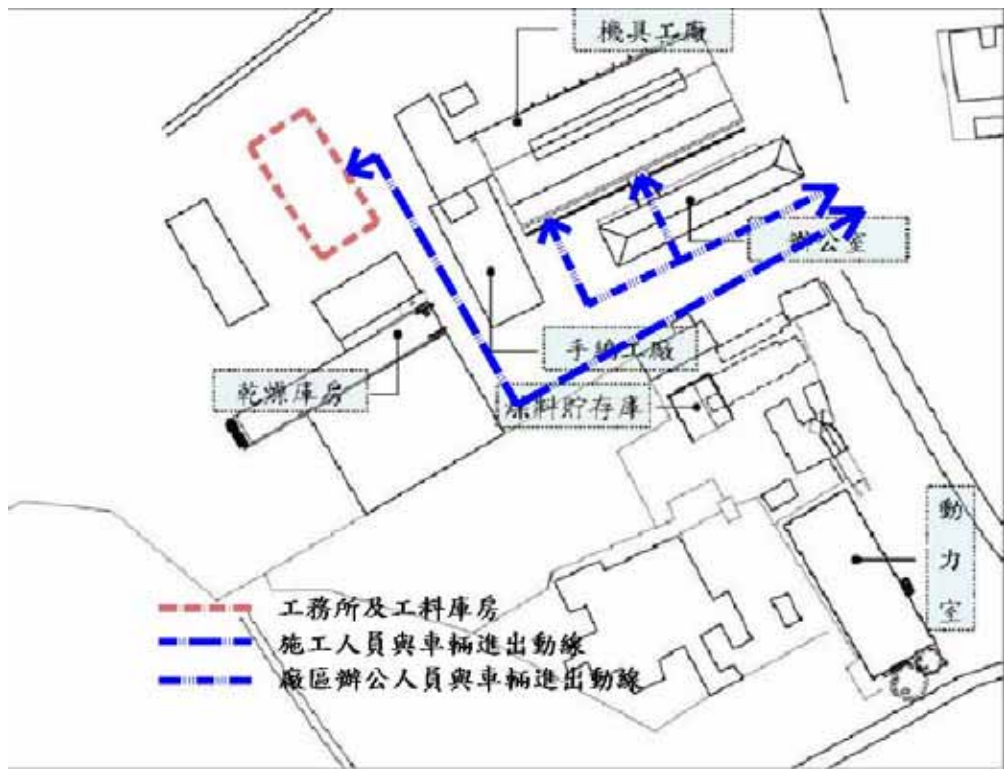 機具工廠
辦公室
手鎢工廠
乾燥庫房
燃料貯存庫
動力室
工務所及工料庫房
施工人員與車輛進出動線
廠區辦公人員與車輛進出動線